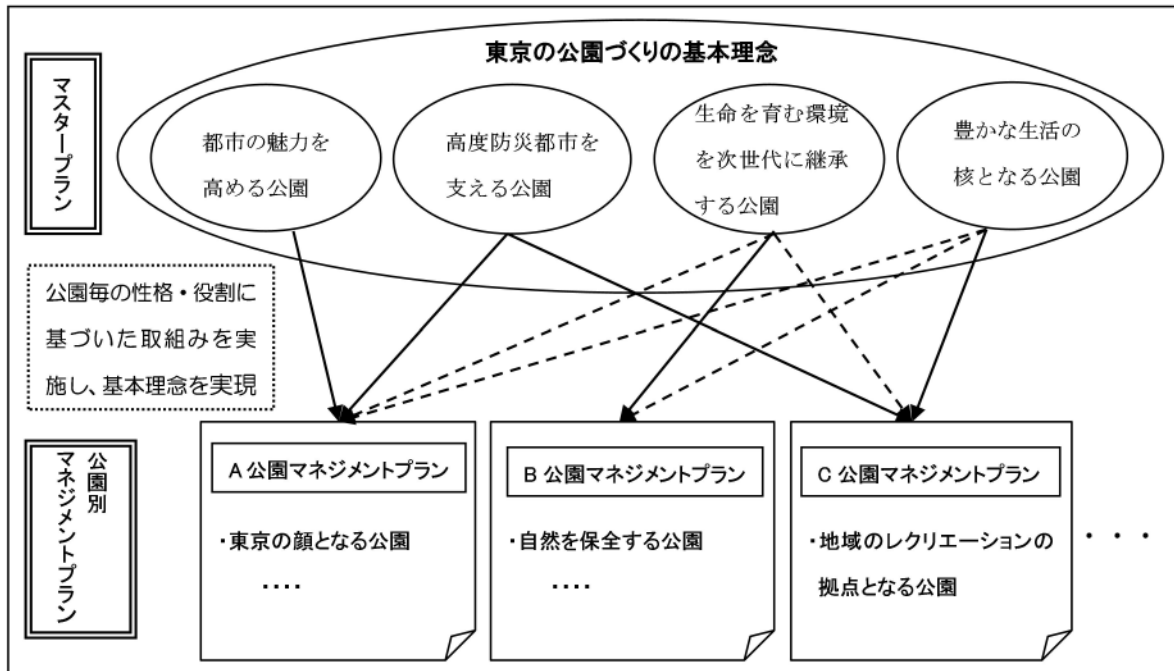 東京の公園づくりの基本理念
マスタープラン
都市の魅力を
高める公園
高度防災都市を
支える公園
生命を育む環境
を次世代に継承
する公園
豊かな生活の
核となる公園
公園毎の性格・役割に
基づいた取組みを実
施し、基本理念を実現
公園別
マネジメントプラン
A 公園マネジメントプラン
・東京の顔となる公園
‥‥
B 公園マネジメントプラン
・自然を保全する公園
‥‥
C 公園マネジメントプラン
・地域のレクリエーションの
拠点となる公園
・・・